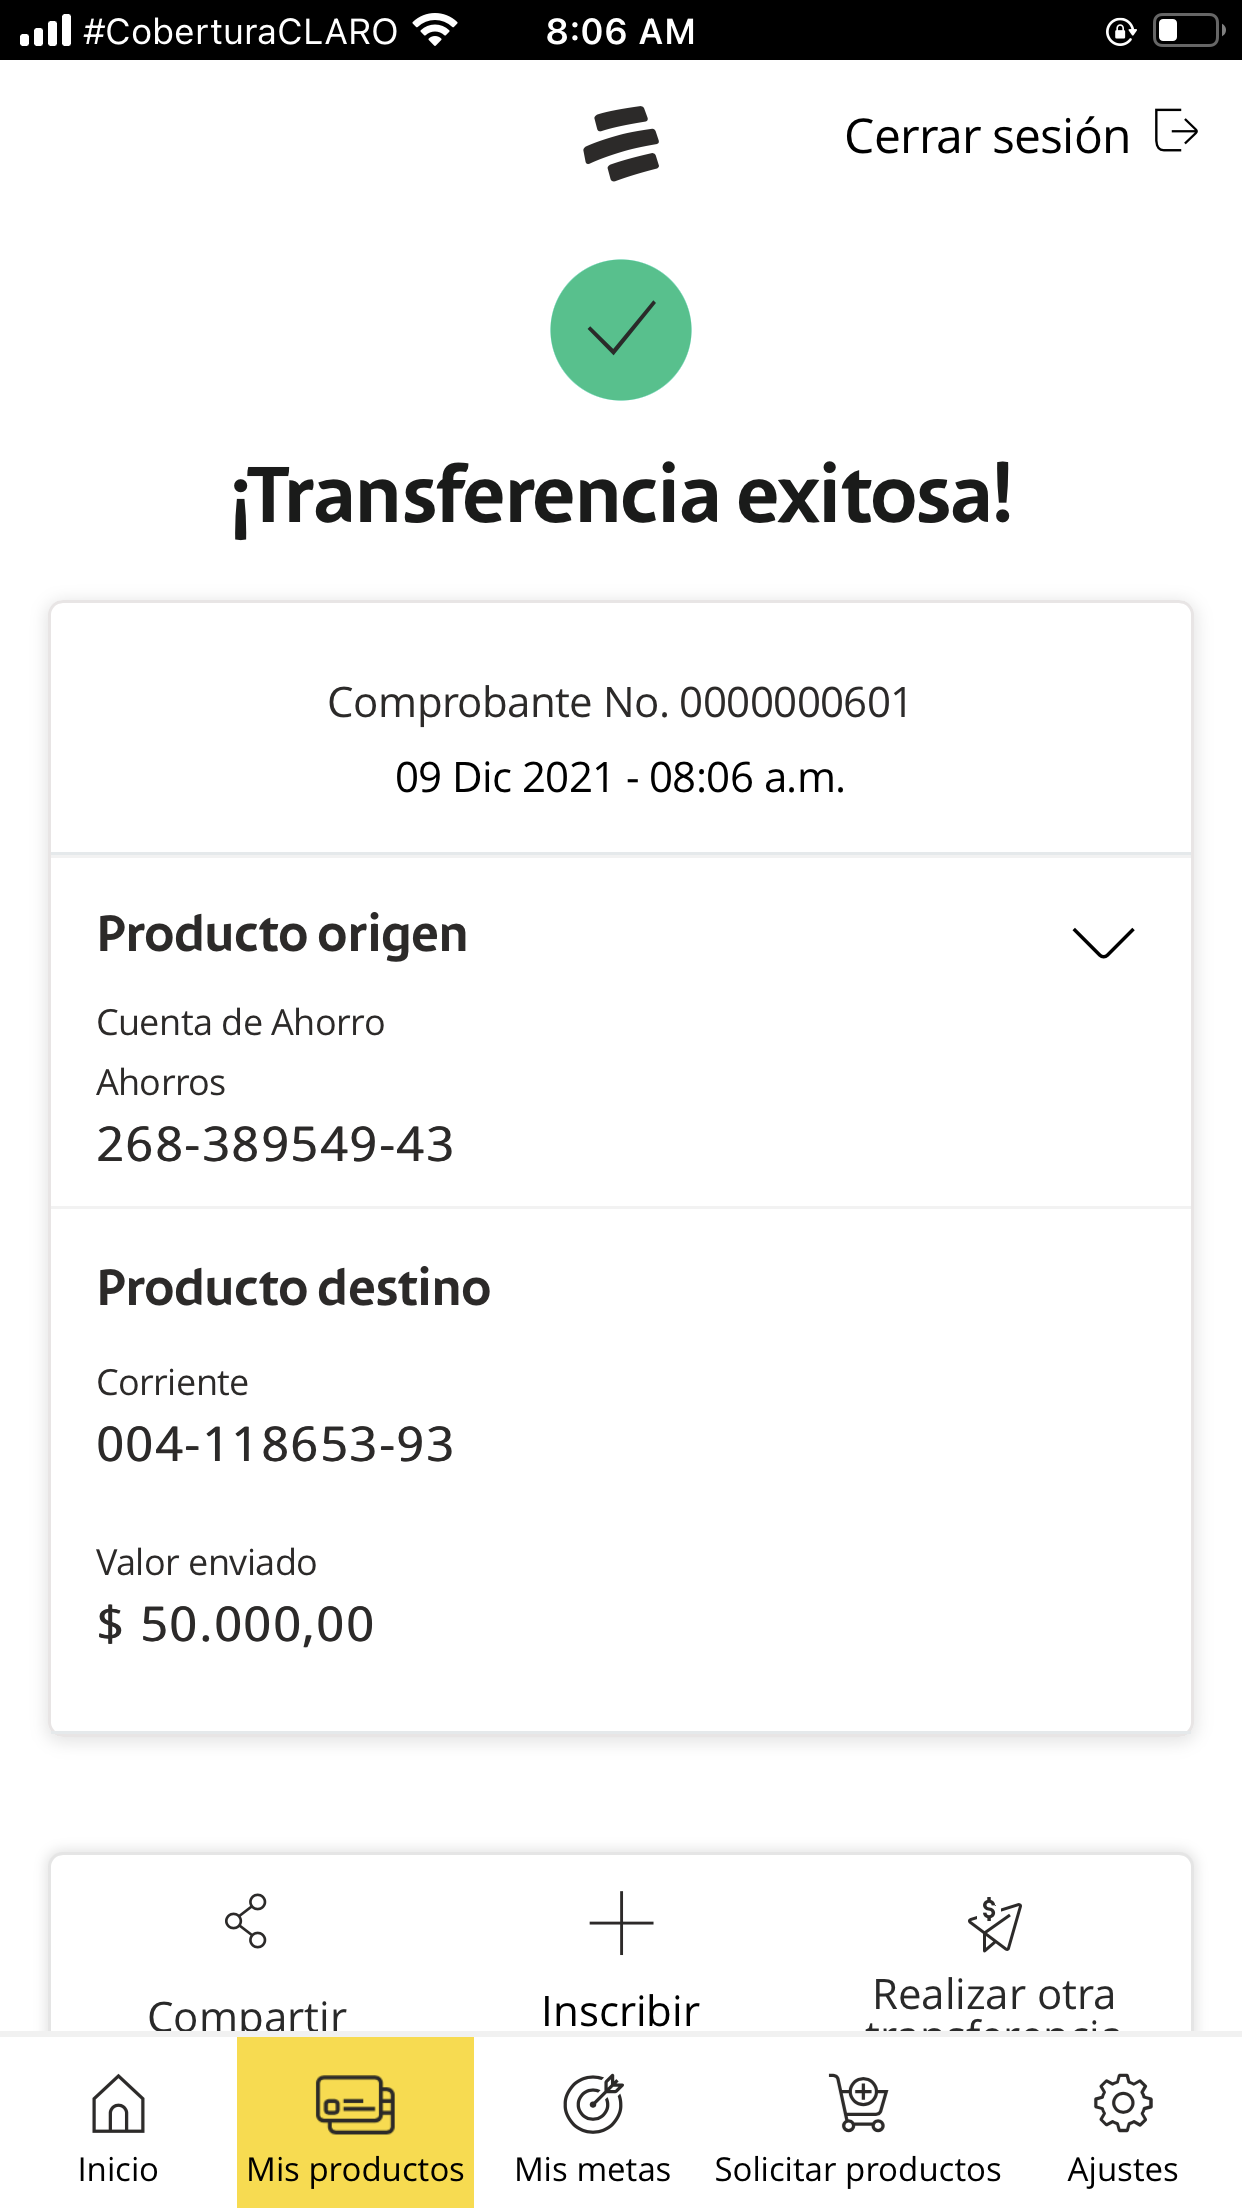 #CoberturaCLARO 8:06 AM
Cerrar sesión
¡Transferencia exitosa!
Comprobante No. 0000000601
09 Dic 2021 - 08:06 a.m.
Producto origen
Cuenta de Ahorro
Ahorros
268-389549-43
Producto destino
Corriente
004-118653-93
Valor enviado
$ 50.000,00
Compartir
Inscribir
Realizar otra
transferencia
Inicio
Mis productos
Mis metas
Solicitar productos
Ajustes